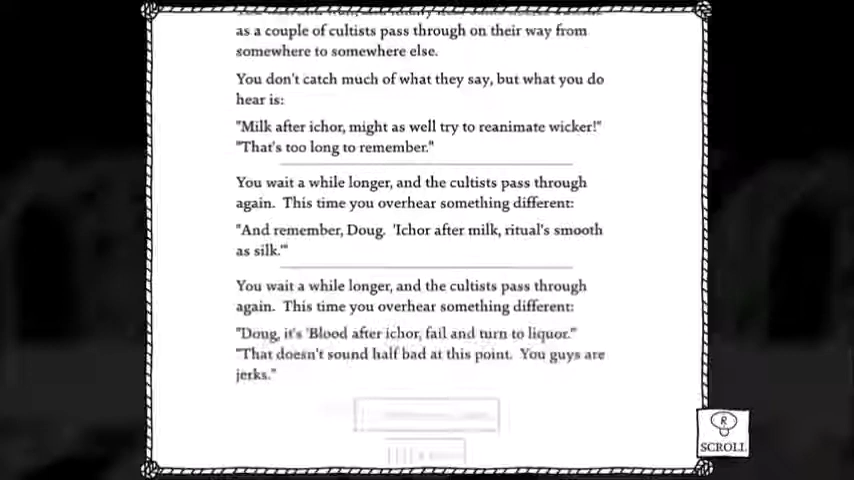 as a couple of cultists pass through on their way from
somewhere to somewhere else.
You don't catch much of what they say, but what you do
hear is:
"Milk after ichor, might as well try to reanimate wicker!"
"That's too long to remember."
You wait a while longer, and the cultists pass through
again.  This time you overhear something different:
"And remember, Doug.  'Ichor after milk, ritual's smooth
as silk.'"
You wait a while longer, and the cultists pass through
again.  This time you overhear something different:
"Doug, it's 'Blood after ichor, fail and turn to liquor."
"That doesn't sound half bad at this point.  You guys are
jerks."
R
SCROLL